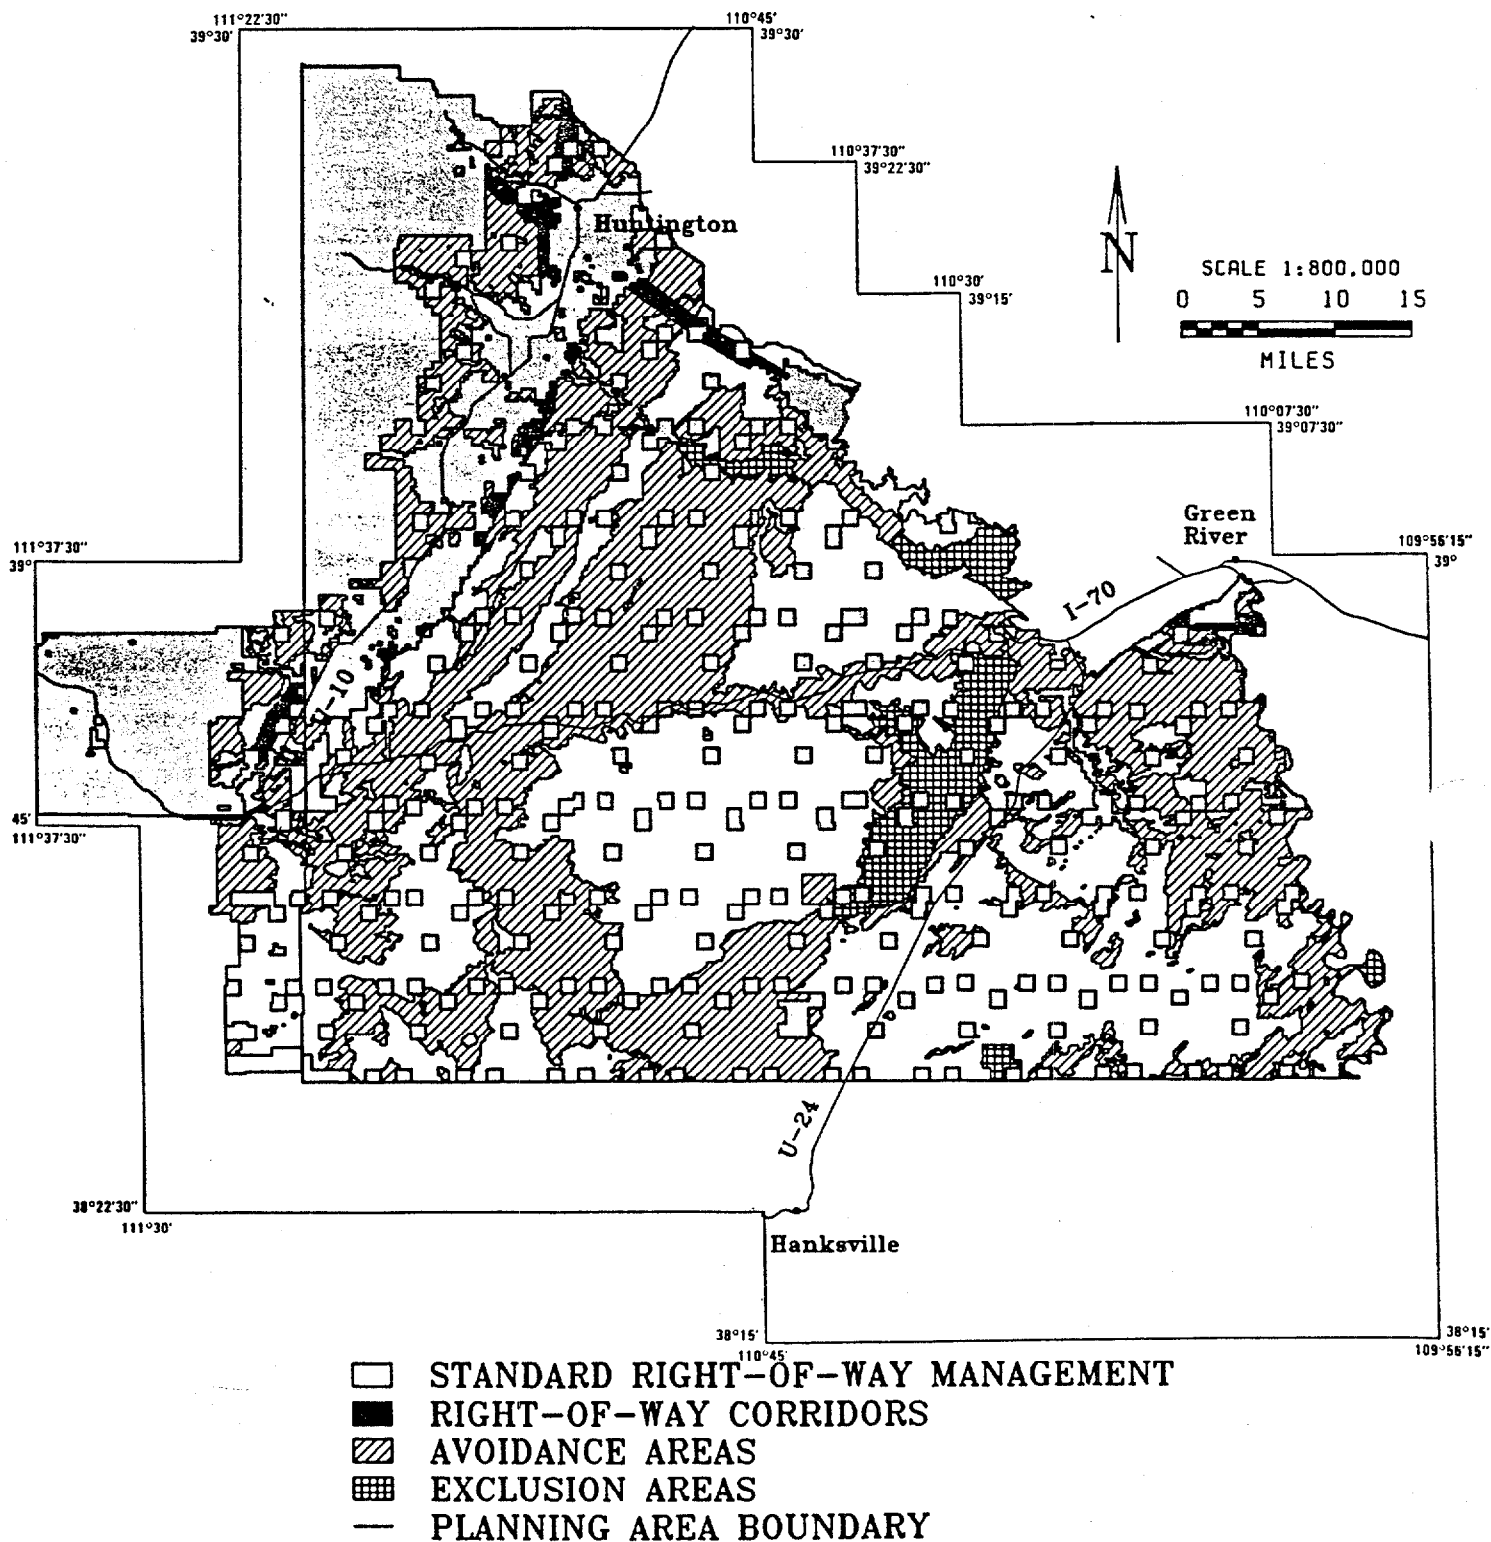 111°22'30"
39°30'
110°45'
39°30'
110°37'30"
39°22'30"
110°30'
39°15'
110°07'30"
39°07'30"
109°56'15"
39°
111°37'30"
39°
45'
111°37'30"
38°22'30"
111°30'
38°15'
110°45'
38°15'
109°56'15"
N
SCALE 1:800,000
0 5 10 15
MILES
Huntington
Green
River
I-70
U-10
U-24
Hanksville
STANDARD RIGHT-OF-WAY MANAGEMENT
RIGHT-OF-WAY CORRIDORS
AVOIDANCE AREAS
EXCLUSION AREAS
PLANNING AREA BOUNDARY